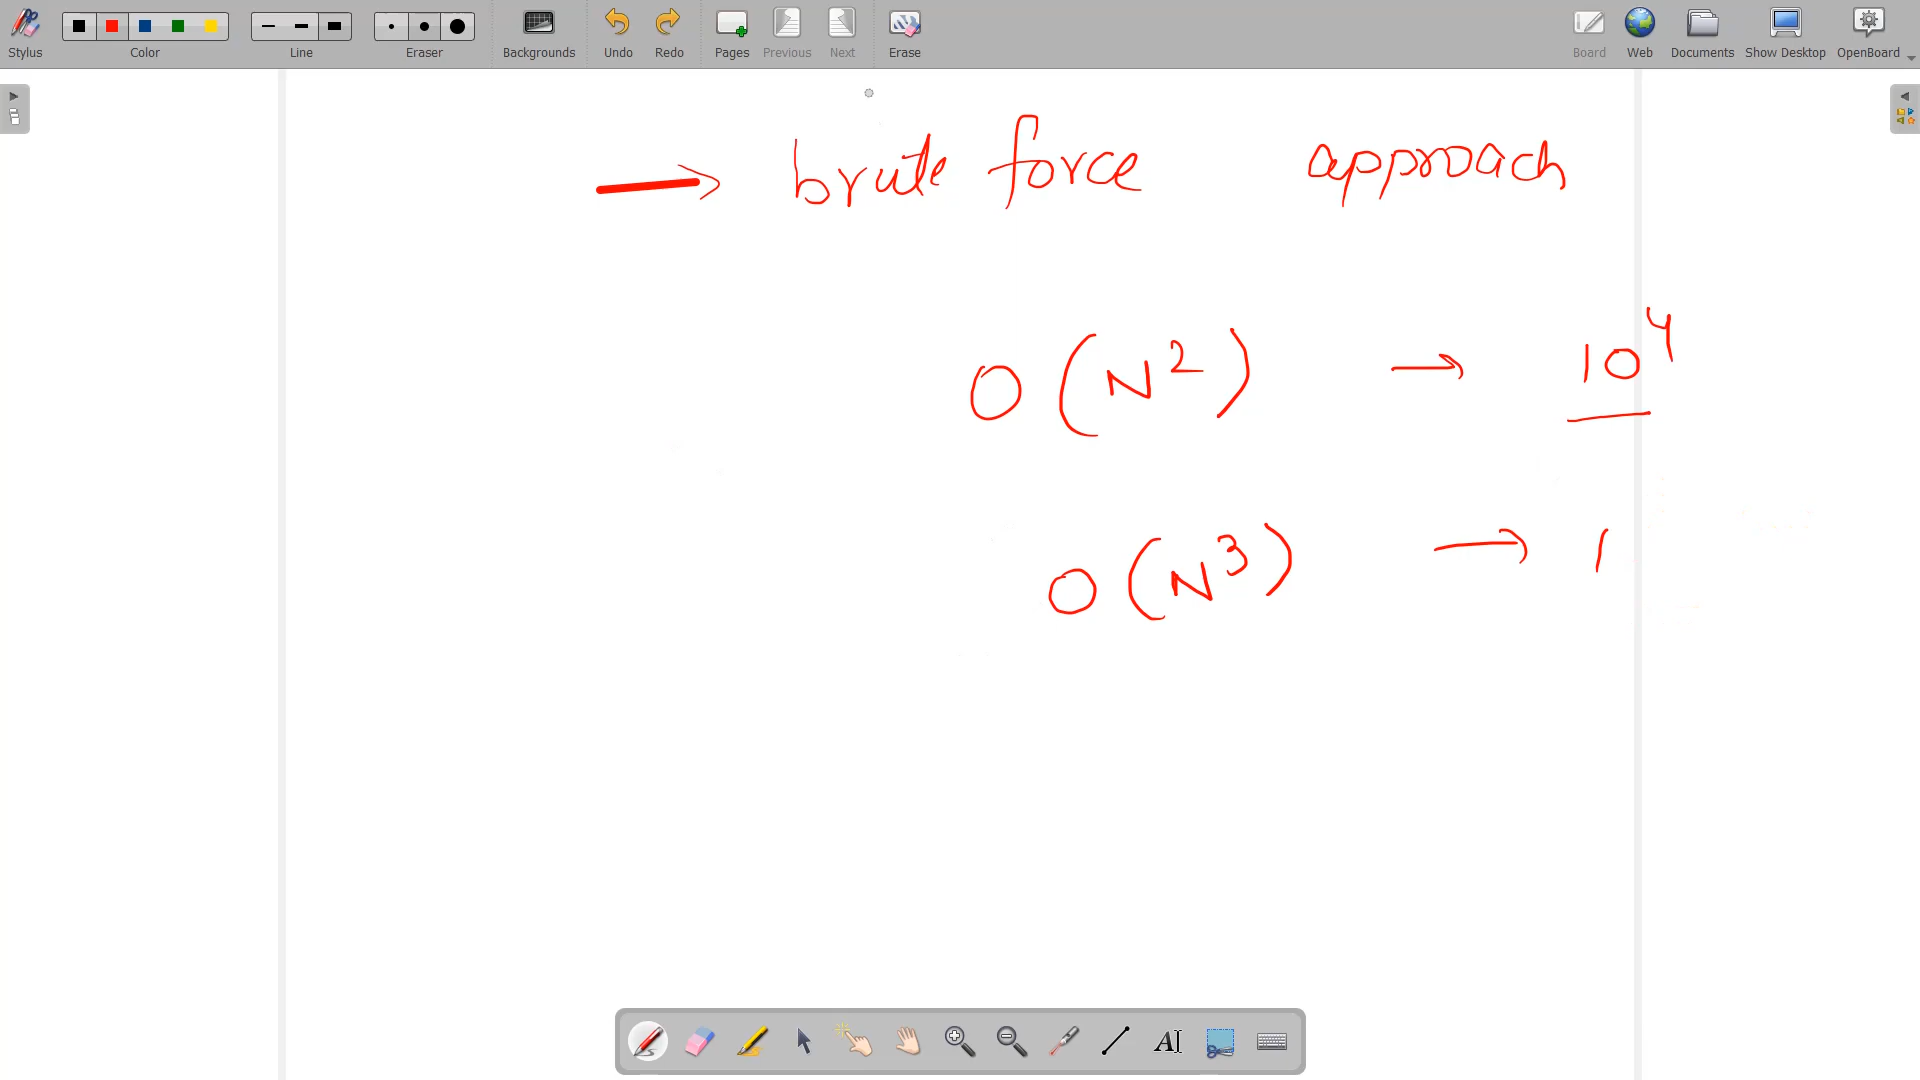 Stylus Color Line Eraser Backgrounds Undo Redo Pages Previous Next Erase Board Web Documents Show Desktop OpenBoard
→ brute force approach
O(N²) → 10⁴
O(N³) → 1
AI